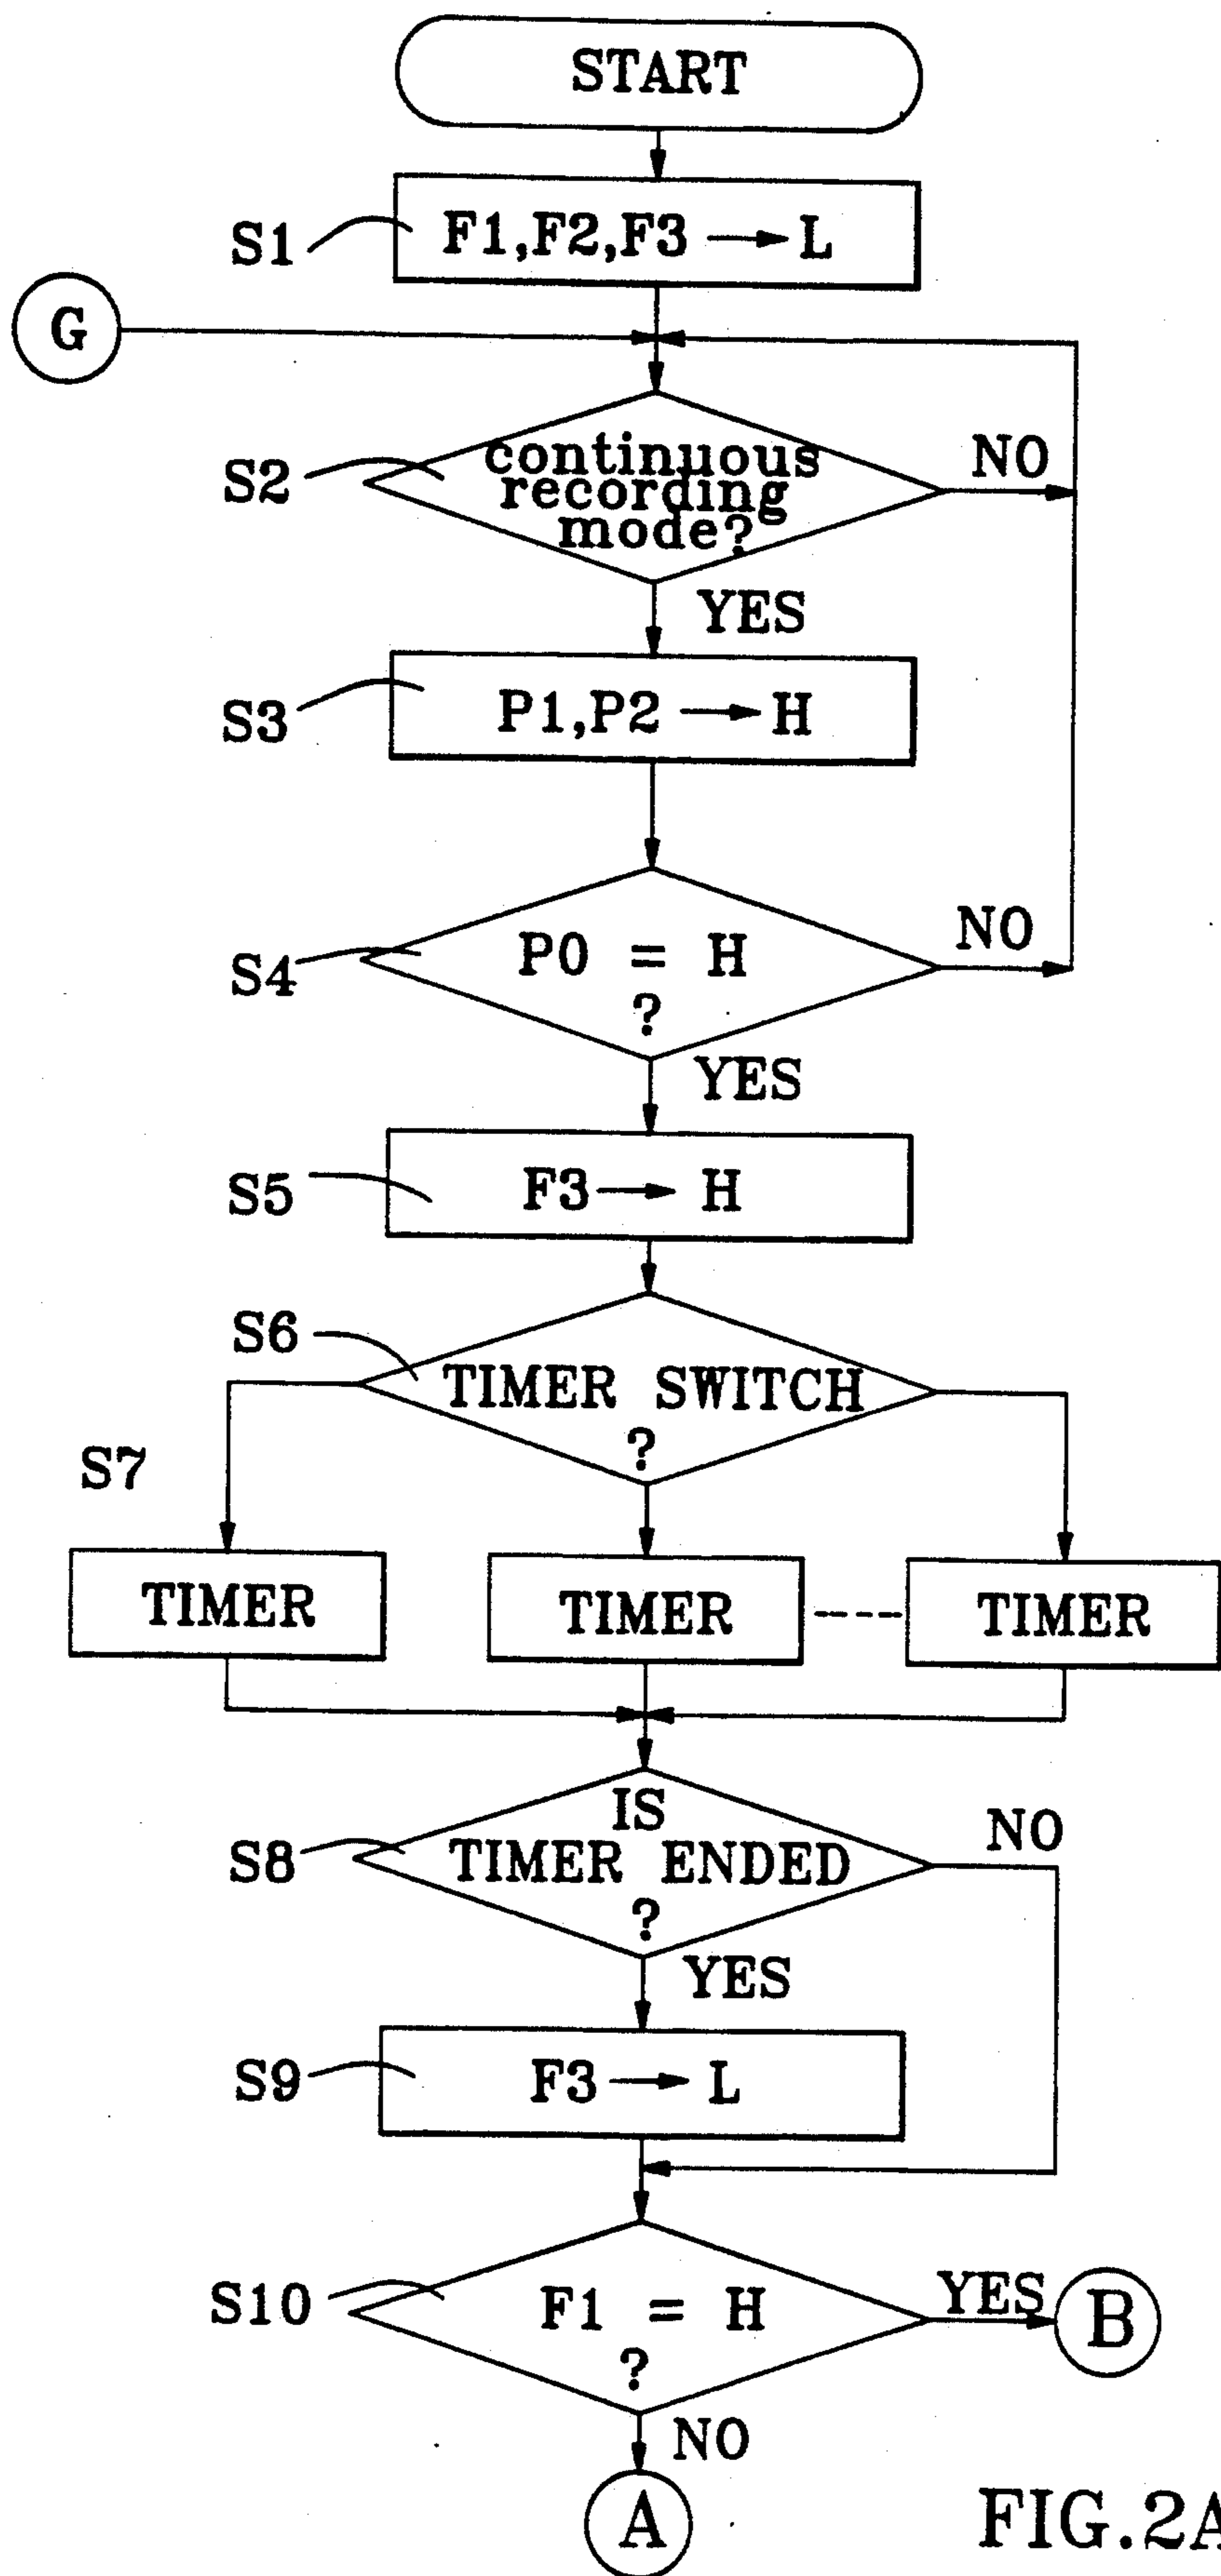 START
S1
F1,F2,F3 → L
G
S2
continuous
recording
mode?
NO
YES
S3
P1,P2 → H
S4
P0 = H
?
NO
YES
S5
F3 → H
S6
TIMER SWITCH
?
S7
TIMER
TIMER
TIMER
IS
S8
TIMER ENDED
?
NO
YES
S9
F3 → L
S10
F1 = H
?
YES
B
NO
A
FIG.2A